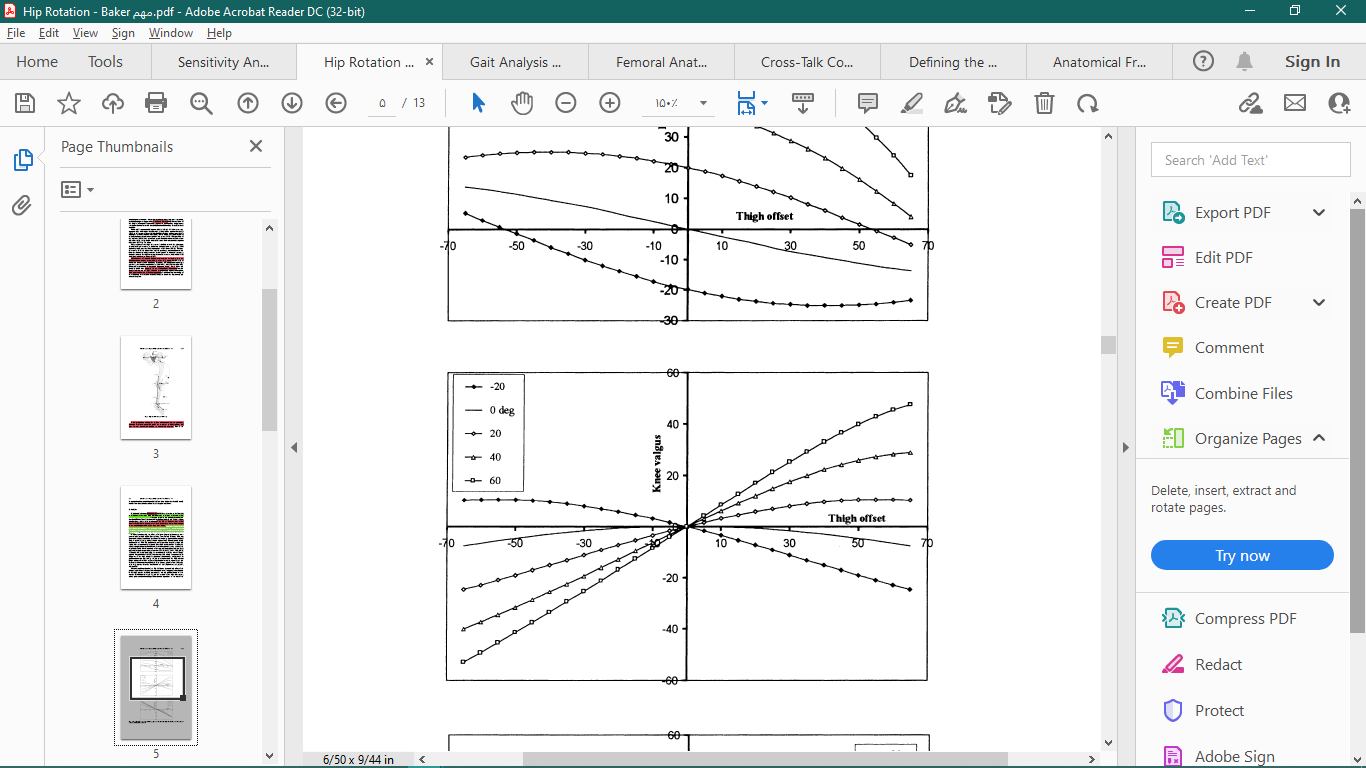 Hip Rotation - Baker مهم.pdf - Adobe Acrobat Reader DC (32-bit)
File Edit View Sign Window Help
Home Tools Sensitivity An... Hip Rotation ... × Gait Analysis ... Femoral Anat... Cross-Talk Co... Defining the ... Anatomical Fr... Sign In
۵ / 13 ۱۵۰٪
Page Thumbnails
2
3
4
5
30
20
10
0
Thigh offset
-70 -50 -30 -10 10 30 50 70
-10
-20
-30
60
-20
0 deg
20
40
60
Knee valgus
40
20
Thigh offset
-70 -50 -30 -10 10 30 50 70
-20
-40
-60
60
6/50 x 9/44 in
Search 'Add Text'
Export PDF
Edit PDF
Create PDF
Comment
Combine Files
Organize Pages
Delete, insert, extract and
rotate pages.
Try now
Compress PDF
Redact
Protect
Adobe Sign